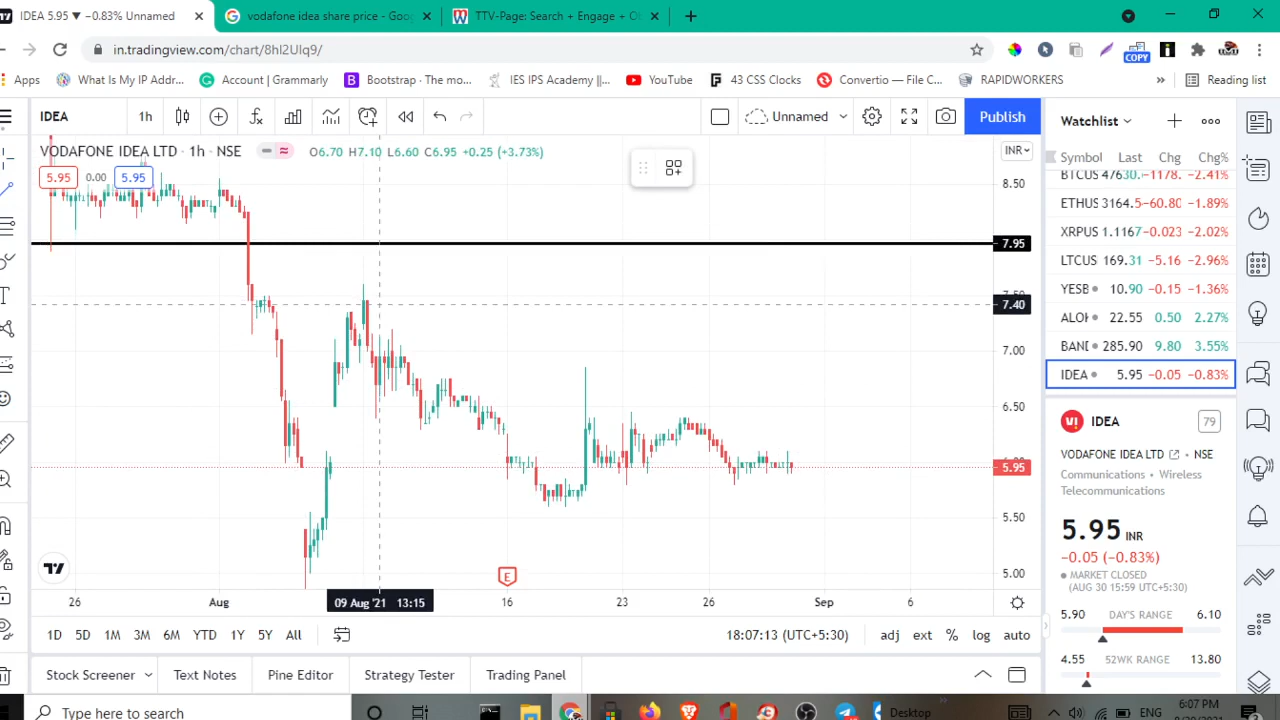 IDEA 5.95 ▼ −0.83% Unnamed
vodafone idea share price - Goo
TTV-Page: Search + Engage + Ob
in.tradingview.com/chart/8hI2UIq9/
COPY
Apps
What Is My IP Addr...
Account | Grammarly
Bootstrap · The mo...
IES IPS Academy ||...
YouTube
43 CSS Clocks
Convertio — File C...
RAPIDWORKERS
»
Reading list
IDEA
1h
Unnamed
Publish
Watchlist
VODAFONE IDEA LTD · 1h · NSE
O6.70 H7.10 L6.60 C6.95 +0.25 (+3.73%)
INR
5.95 0.00 5.95
8.50
7.95
7.40
7.00
6.50
5.95
5.50
5.00
Symbol Last Chg Chg%
BTCUS 47630. -1178. -2.41%
ETHUS 3164.5 -60.80 -1.89%
XRPUS 1.1167 -0.023 -2.02%
LTCUS 169.31 -5.16 -2.96%
YESB 10.90 -0.15 -1.36%
ALOK 22.55 0.50 2.27%
BAND 285.90 9.80 3.55%
IDEA 5.95 −0.05 −0.83%
IDEA
79
VODAFONE IDEA LTD · NSE
Communications • Wireless
Telecommunications
5.95 INR
−0.05 (−0.83%)
MARKET CLOSED
(AUG 30 15:59 UTC+5:30)
5.90 DAY'S RANGE 6.10
4.55 52WK RANGE 13.80
E
26
Aug
09 Aug '21 13:15
16
23
26
Sep
6
1D 5D 1M 3M 6M YTD 1Y 5Y All
18:07:13 (UTC+5:30)
adj ext % log auto
Stock Screener
Text Notes
Pine Editor
Strategy Tester
Trading Panel
Type here to search
Desktop
ENG
6:07 PM